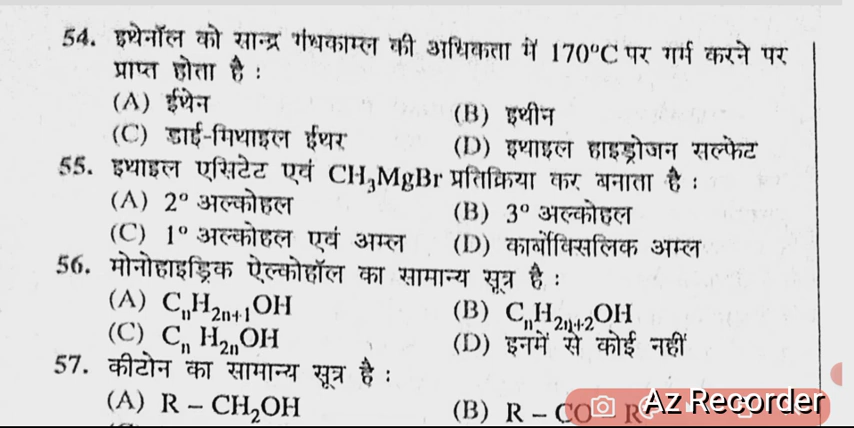 54. इथेनॉल को सान्द्र गंधकाम्ल की अधिकता में 170°C पर गर्म करने पर
प्राप्त होता है :
(A) ईथेन (B) इथीन
(C) डाई-मिथाइल ईथर (D) इथाइल हाइड्रोजन सल्फेट
55. इथाइल एसिटेट एवं CH₃MgBr प्रतिक्रिया कर बनाता है :
(A) 2° अल्कोहल (B) 3° अल्कोहल
(C) 1° अल्कोहल एवं अम्ल (D) कार्बोक्सिलिक अम्ल
56. मोनोहाइड्रिक ऐल्कोहॉल का सामान्य सूत्र है :
(A) CₙH₂ₙ₊₁OH (B) CₙH₂ₙ₊₂OH
(C) Cₙ H₂ₙOH (D) इनमें से कोई नहीं
57. कीटोन का सामान्य सूत्र है :
(A) R – CH₂OH (B) R – CO – R
Az Recorder